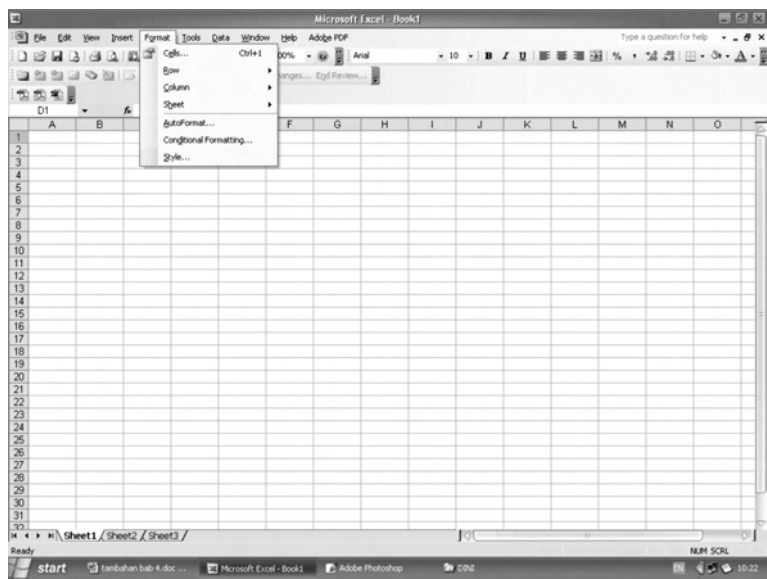 Microsoft Excel - Book1
File Edit View Insert Format Tools Data Window Help Adobe PDF Type a question for help
Cells... Ctrl+1 00% Arial 10 B I U % ,
Row anges... End Review...
Column
Sheet
D1 fx
AutoFormat...
Conditional Formatting...
Style...
A B F G H I J K L M N O
1
2
3
4
5
6
7
8
9
10
11
12
13
14
15
16
17
18
19
20
21
22
23
24
25
26
27
28
29
30
31
32
Sheet1 Sheet2 Sheet3
Ready NUM SCRL
start tambahan bab 4.doc ... Microsoft Excel - Book1 Adobe Photoshop DINI EN 10:22